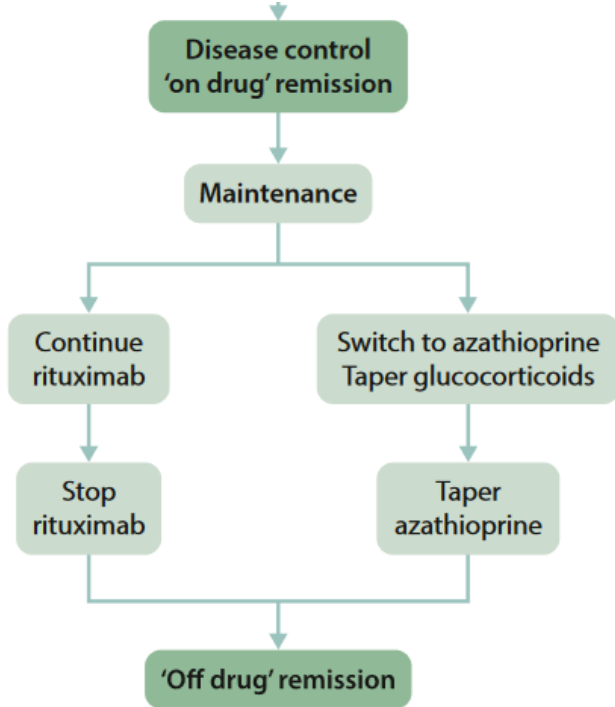 Disease control
‘on drug’ remission
Maintenance
Continue
rituximab
Switch to azathioprine
Taper glucocorticoids
Stop
rituximab
Taper
azathioprine
‘Off drug’ remission